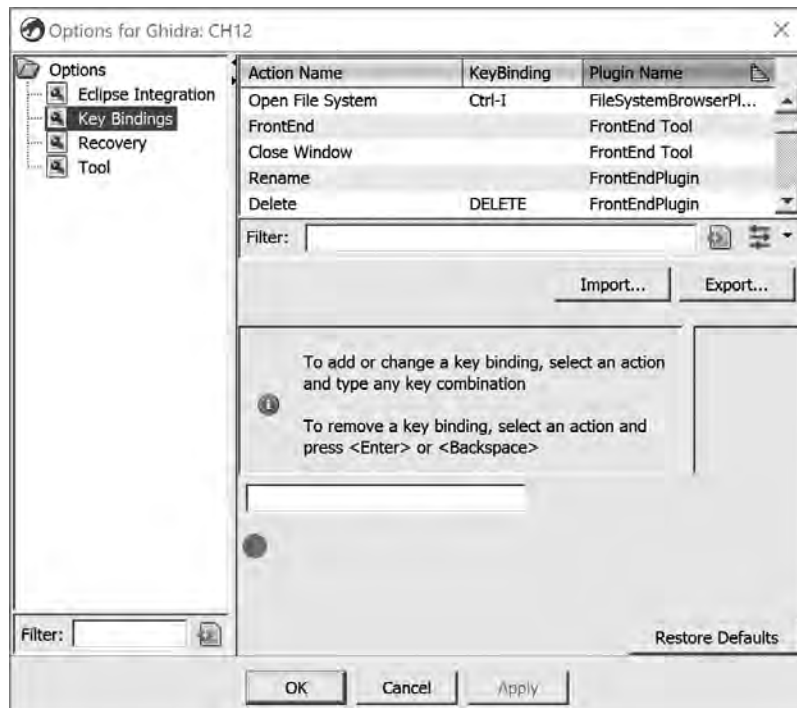 Options for Ghidra: CH12
Options
Eclipse Integration
Key Bindings
Recovery
Tool
Filter:
Action Name KeyBinding Plugin Name
Open File System Ctrl-I FileSystemBrowserPl...
FrontEnd FrontEnd Tool
Close Window FrontEnd Tool
Rename FrontEndPlugin
Delete DELETE FrontEndPlugin
Filter:
Import... Export...
To add or change a key binding, select an action
and type any key combination
To remove a key binding, select an action and
press <Enter> or <Backspace>
Restore Defaults
OK Cancel Apply